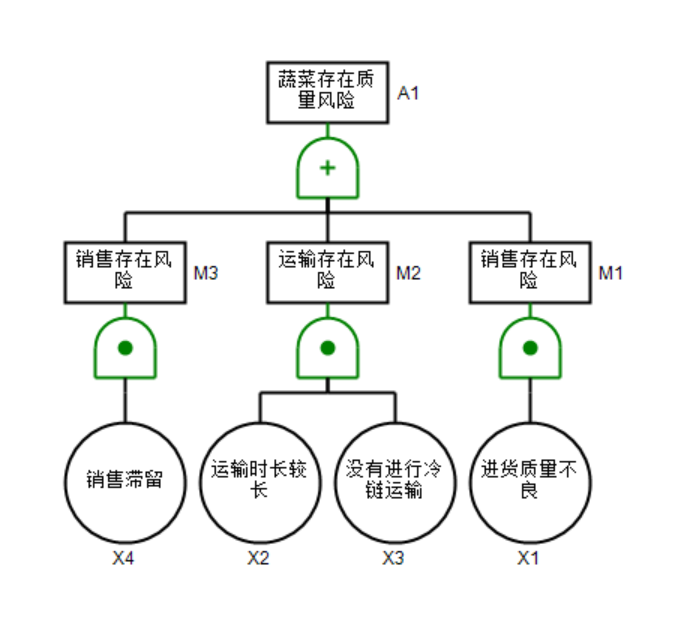 蔬菜存在质
量风险
A1
+
销售存在风
险
M3
运输存在风
险
M2
销售存在风
险
M1
销售滞留
运输时长较
长
没有进行冷
链运输
进货质量不
良
X4
X2
X3
X1